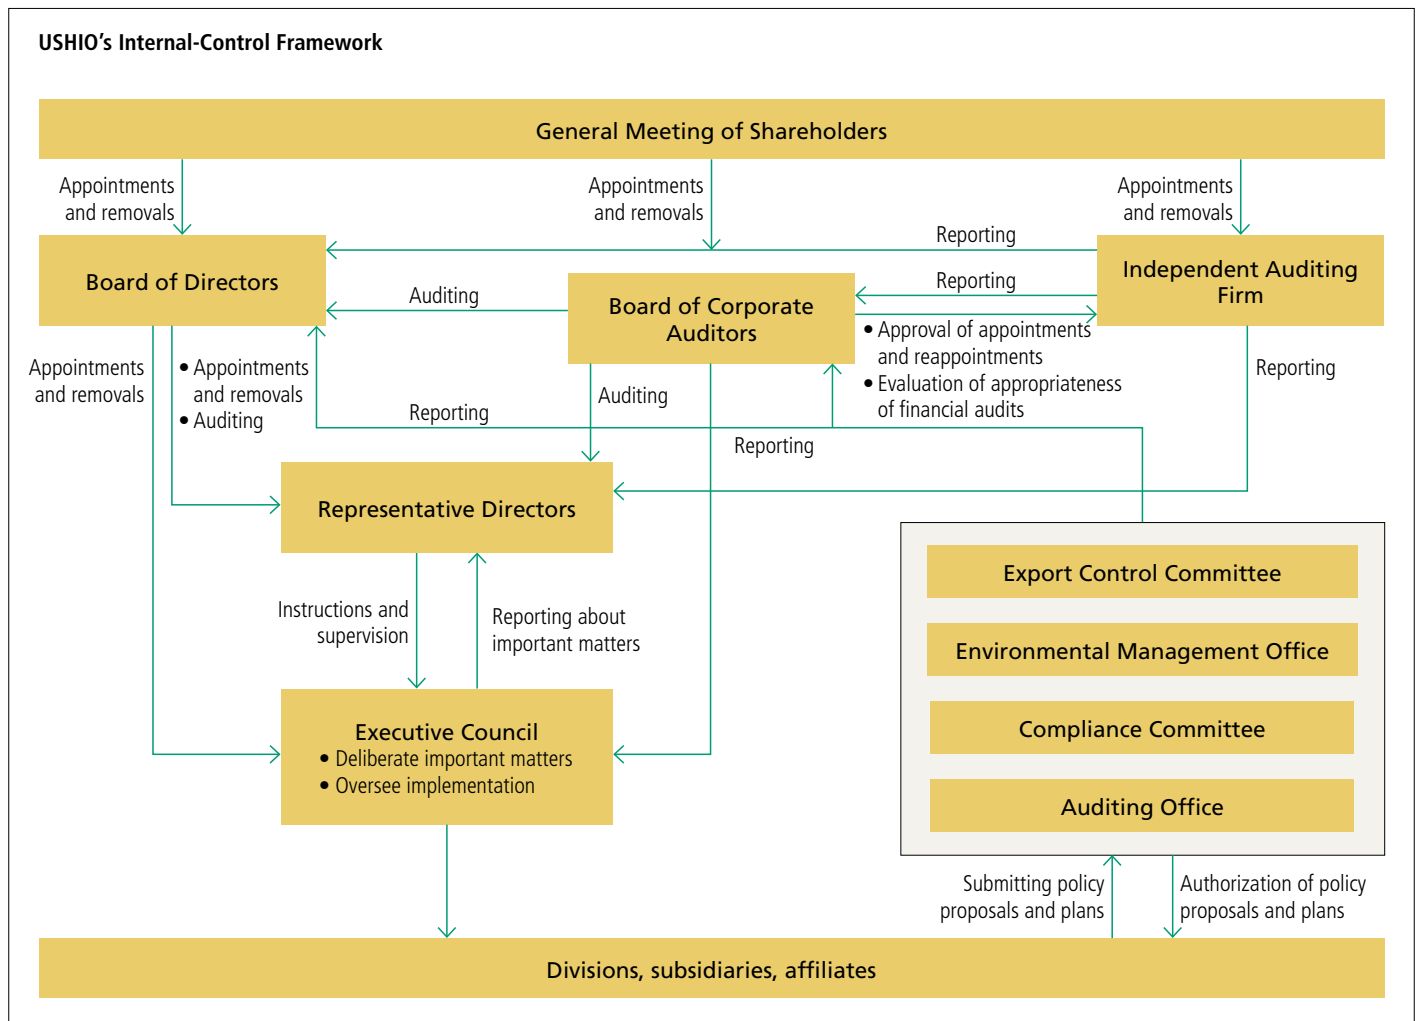 USHIO’s Internal-Control Framework
General Meeting of Shareholders
Appointments
and removals
Appointments
and removals
Appointments
and removals
Reporting
Board of Directors
Independent Auditing
Firm
Reporting
Auditing
Board of Corporate
Auditors
• Approval of appointments
and reappointments
• Evaluation of appropriateness
of financial audits
Appointments
and removals
• Appointments
and removals
• Auditing
Reporting
Auditing
Reporting
Reporting
Representative Directors
Instructions and
supervision
Reporting about
important matters
Export Control Committee
Environmental Management Office
Compliance Committee
Auditing Office
Executive Council
• Deliberate important matters
• Oversee implementation
Submitting policy
proposals and plans
Authorization of policy
proposals and plans
Divisions, subsidiaries, affiliates